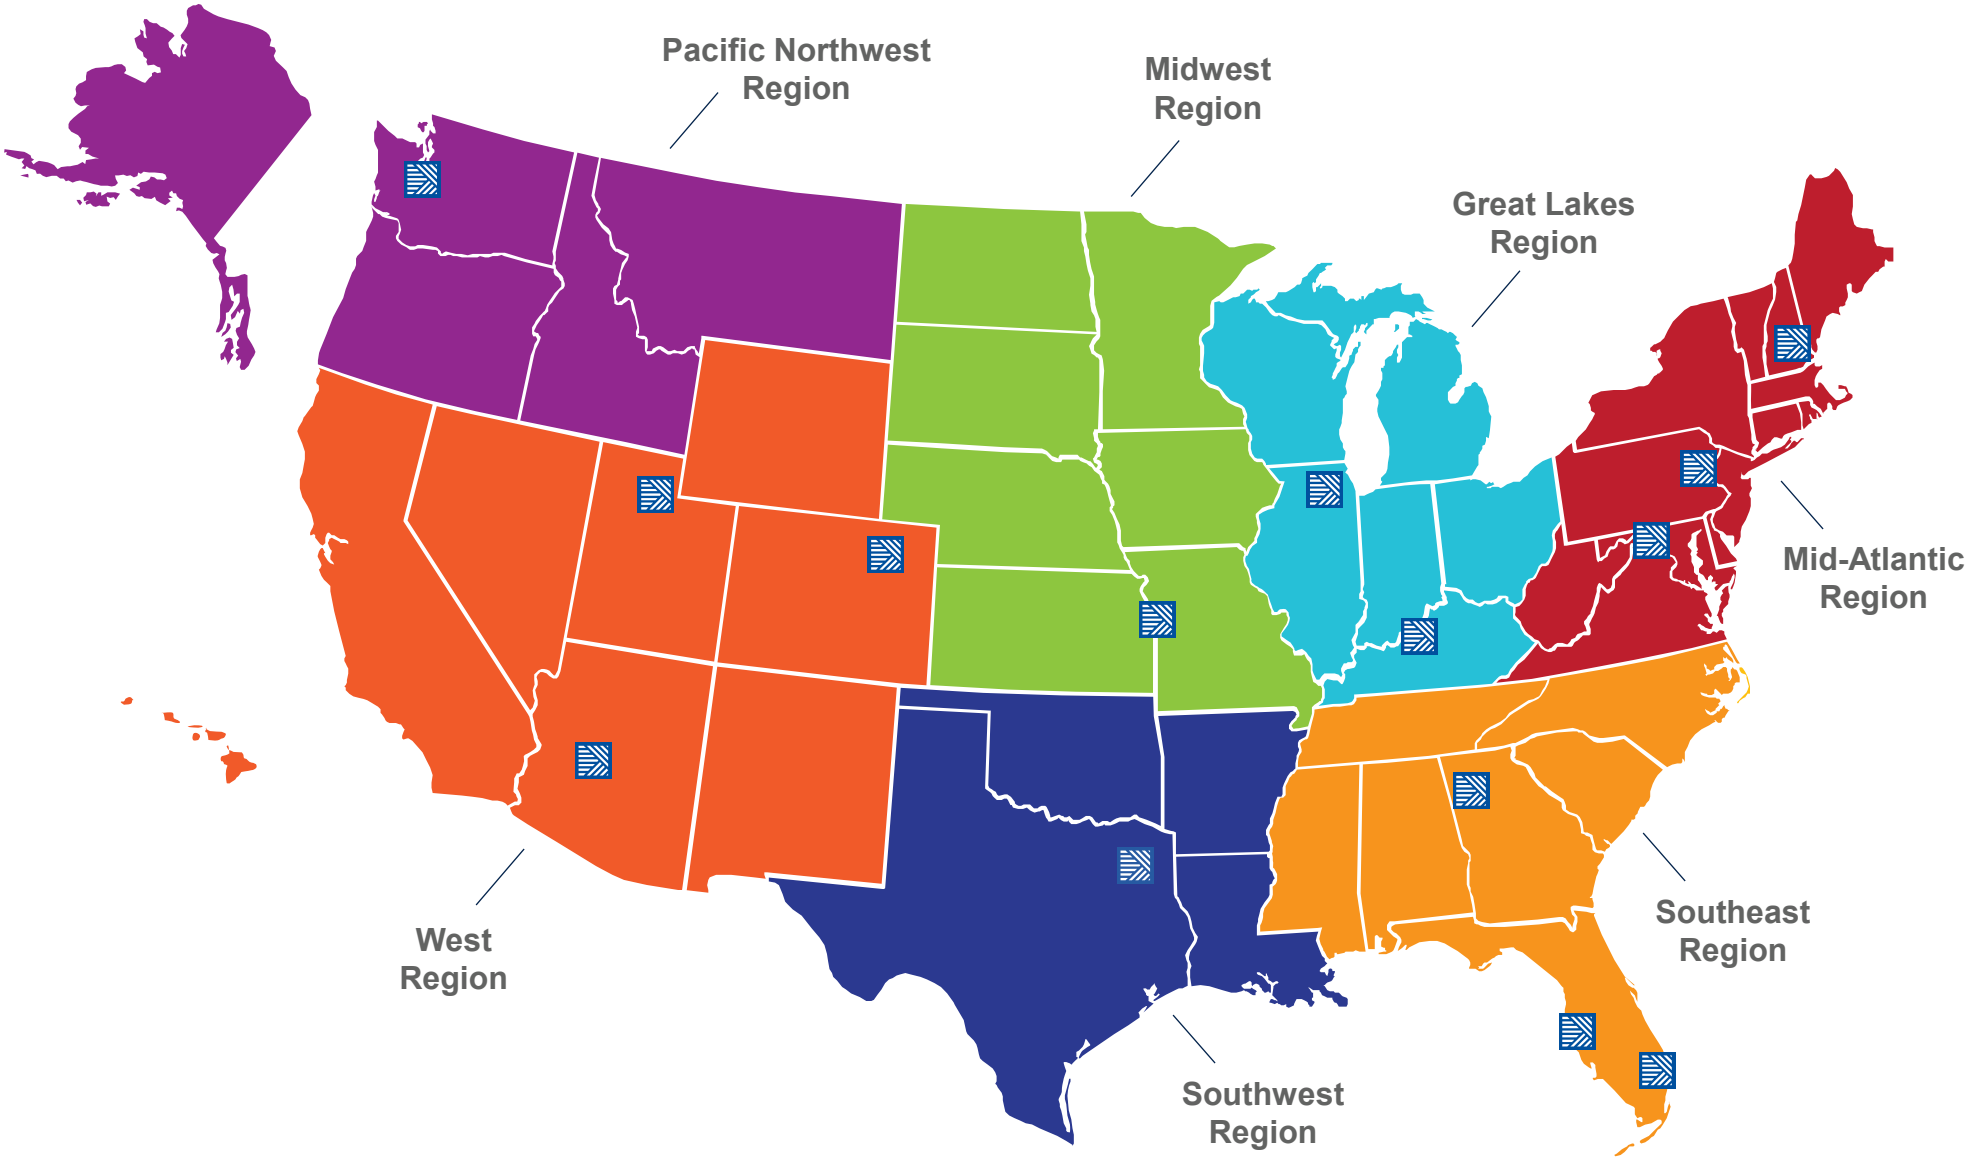 Pacific Northwest
Region
Midwest
Region
Great Lakes
Region
Mid-Atlantic
Region
Southeast
Region
West
Region
Southwest
Region